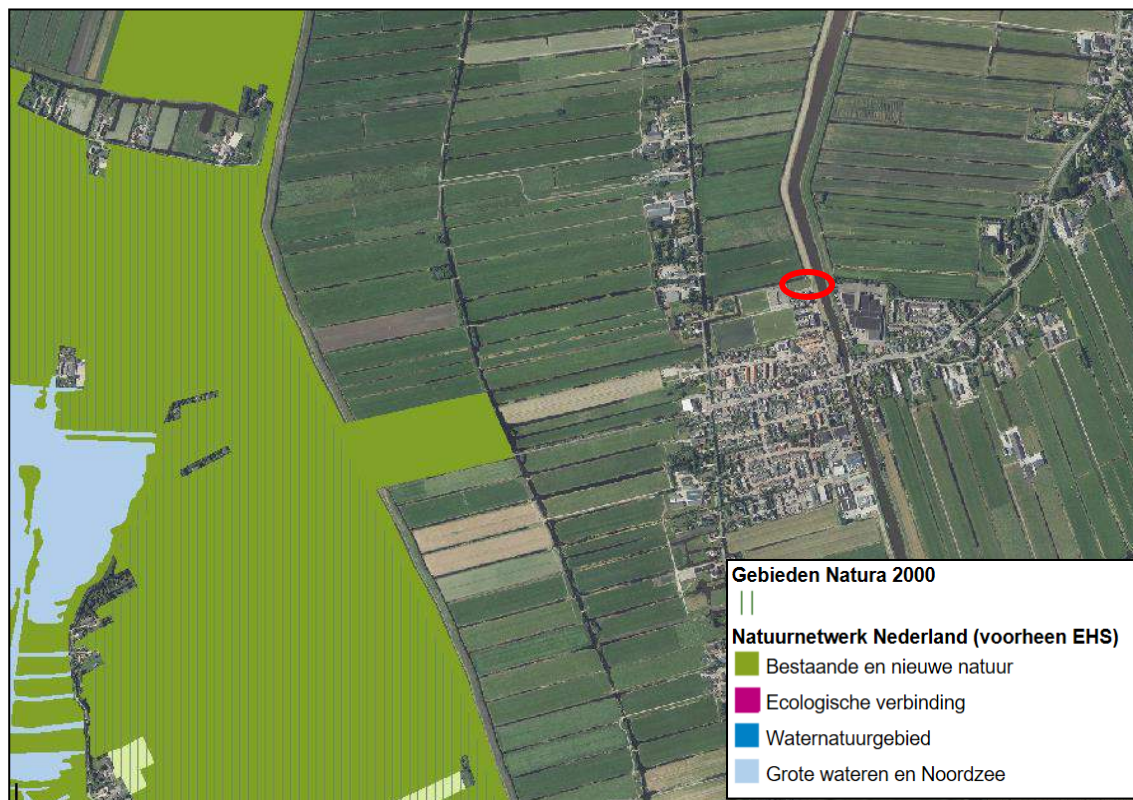 Gebieden Natura 2000
Natuurnetwerk Nederland (voorheen EHS)
Bestaande en nieuwe natuur
Ecologische verbinding
Waternatuurgebied
Grote wateren en Noordzee